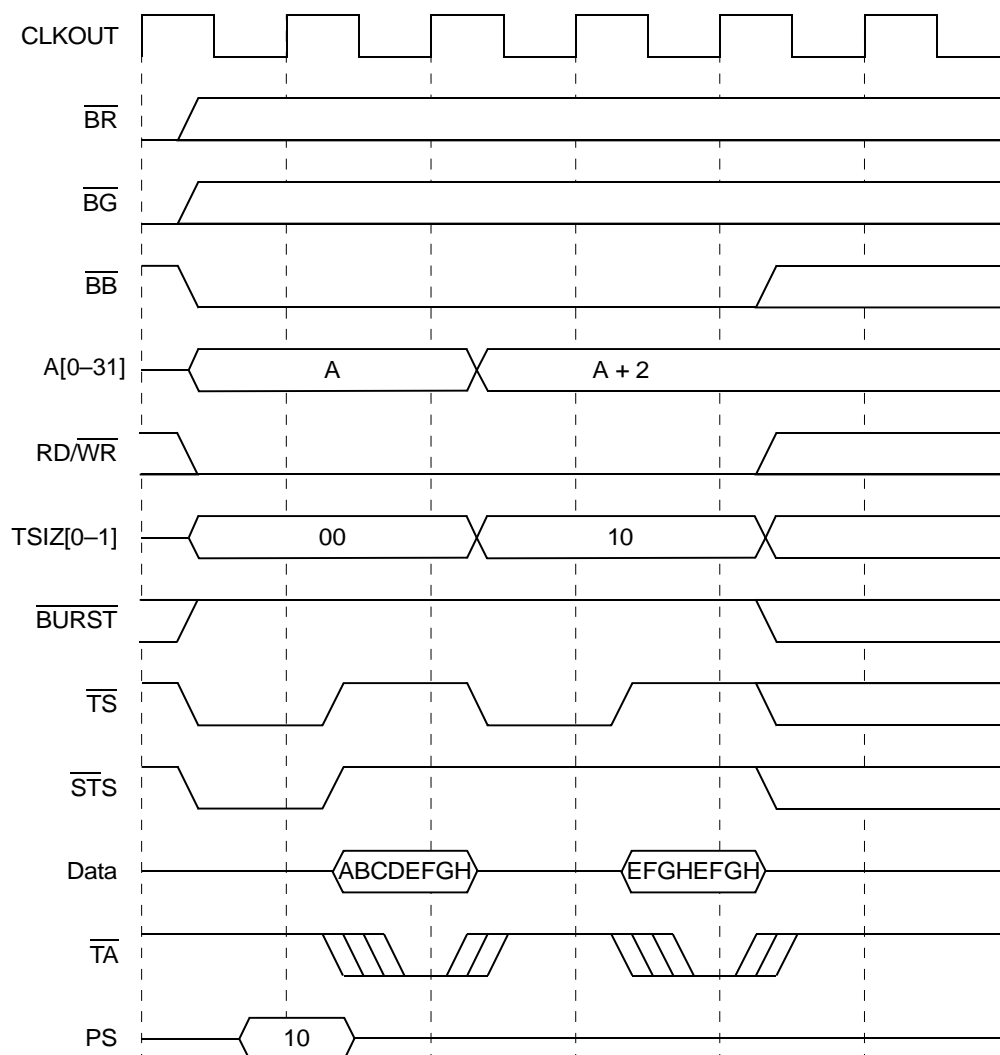 CLKOUT
BR
BG
BB
A[0–31] A A + 2
RD/WR
TSIZ[0–1] 00 10
BURST
TS
STS
Data ABCDEFGH EFGHEFGH
TA
PS 10